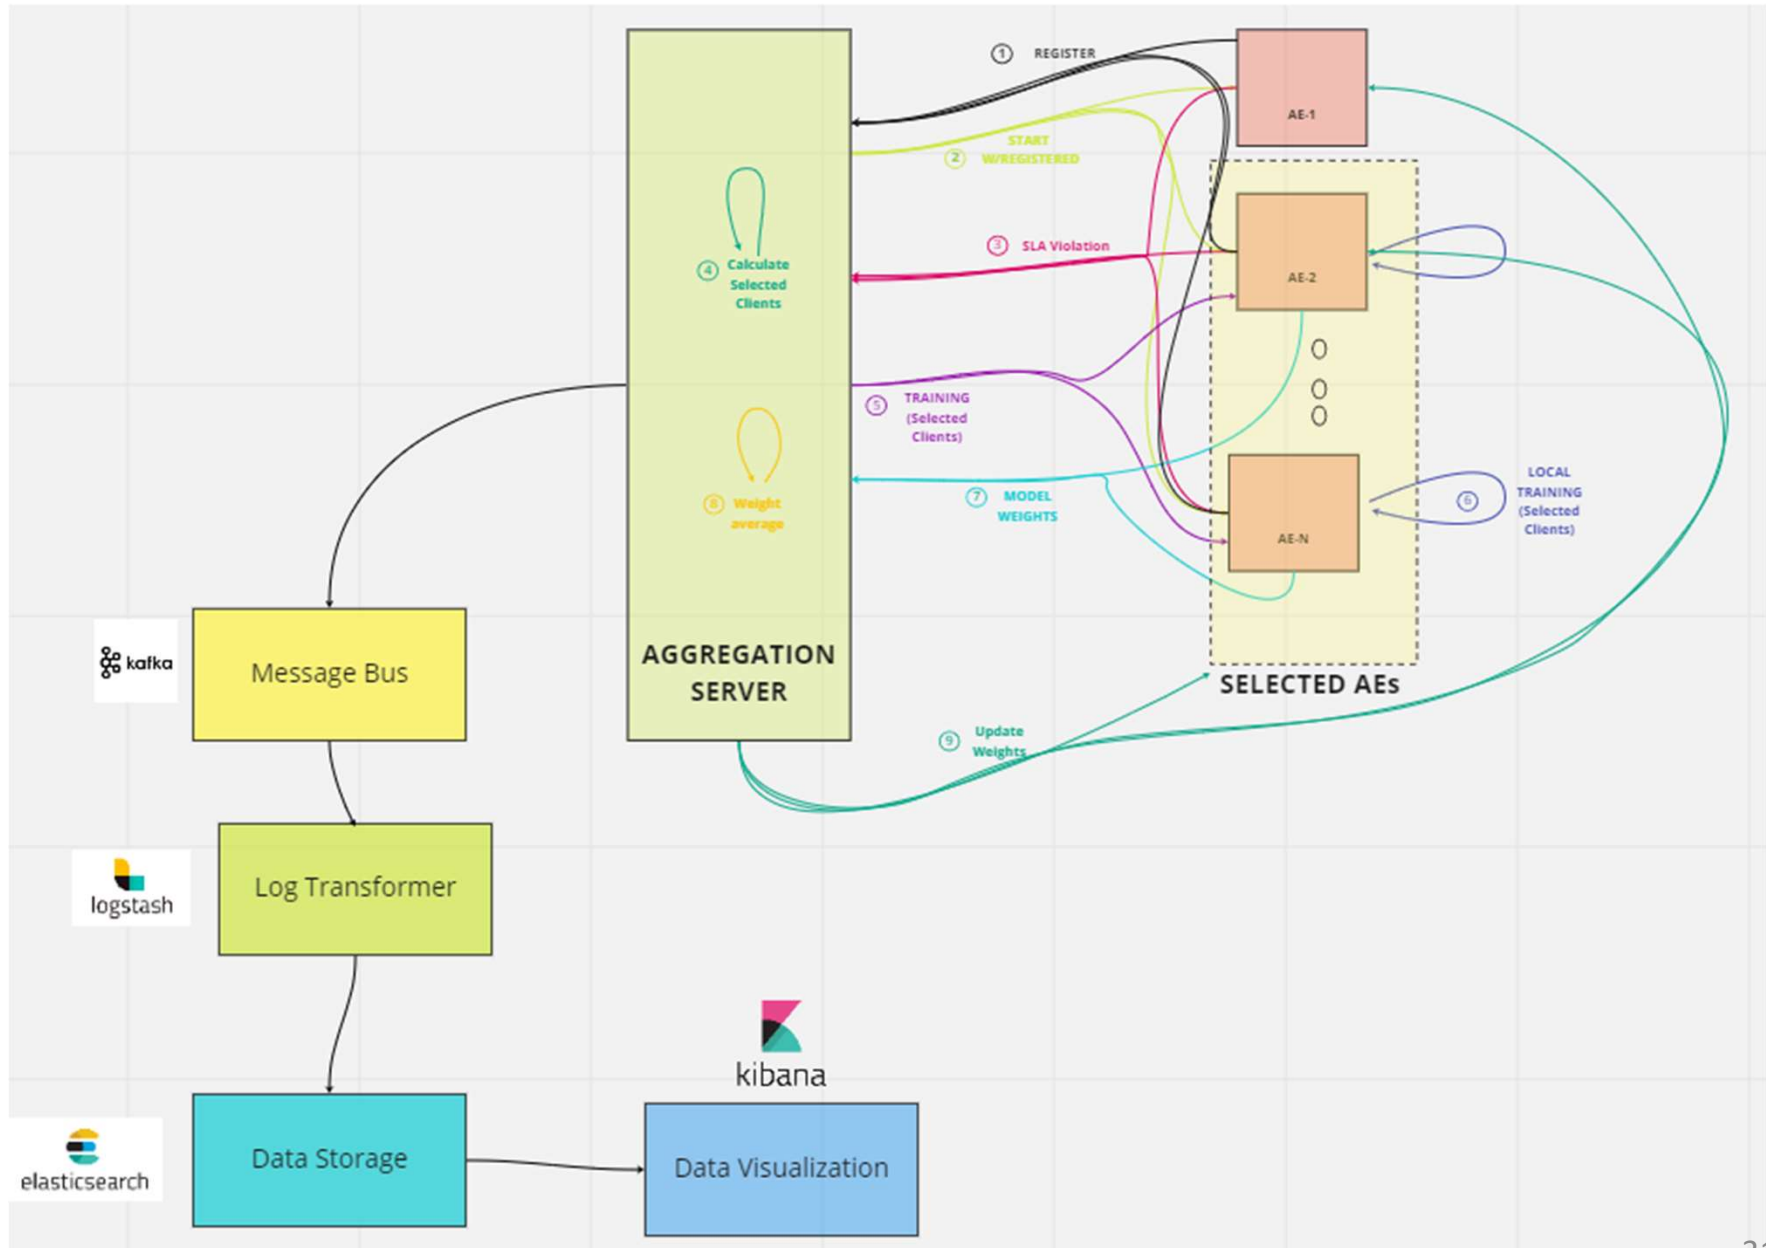 1 REGISTER
AE-1
START
2 W/REGISTERED
3 SLA Violation
4 Calculate
Selected
Clients
AE-2
5 TRAINING
(Selected
Clients)
8 Weight
average
7 MODEL
WEIGHTS
AE-N
6 LOCAL
TRAINING
(Selected
Clients)
AGGREGATION
SERVER
SELECTED AEs
9 Update
Weights
kafka
Message Bus
logstash
Log Transformer
kibana
elasticsearch
Data Storage
Data Visualization